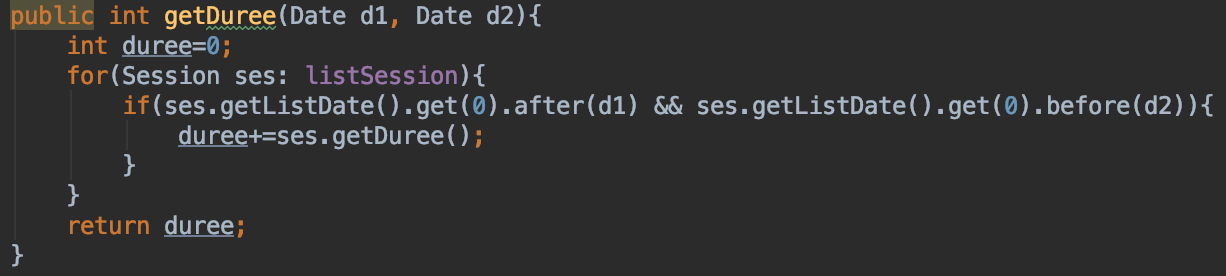 public int getDuree(Date d1, Date d2){
    int duree=0;
    for(Session ses: listSession){
        if(ses.getListDate().get(0).after(d1) && ses.getListDate().get(0).before(d2)){
            duree+=ses.getDuree();
        }
    }
    return duree;
}